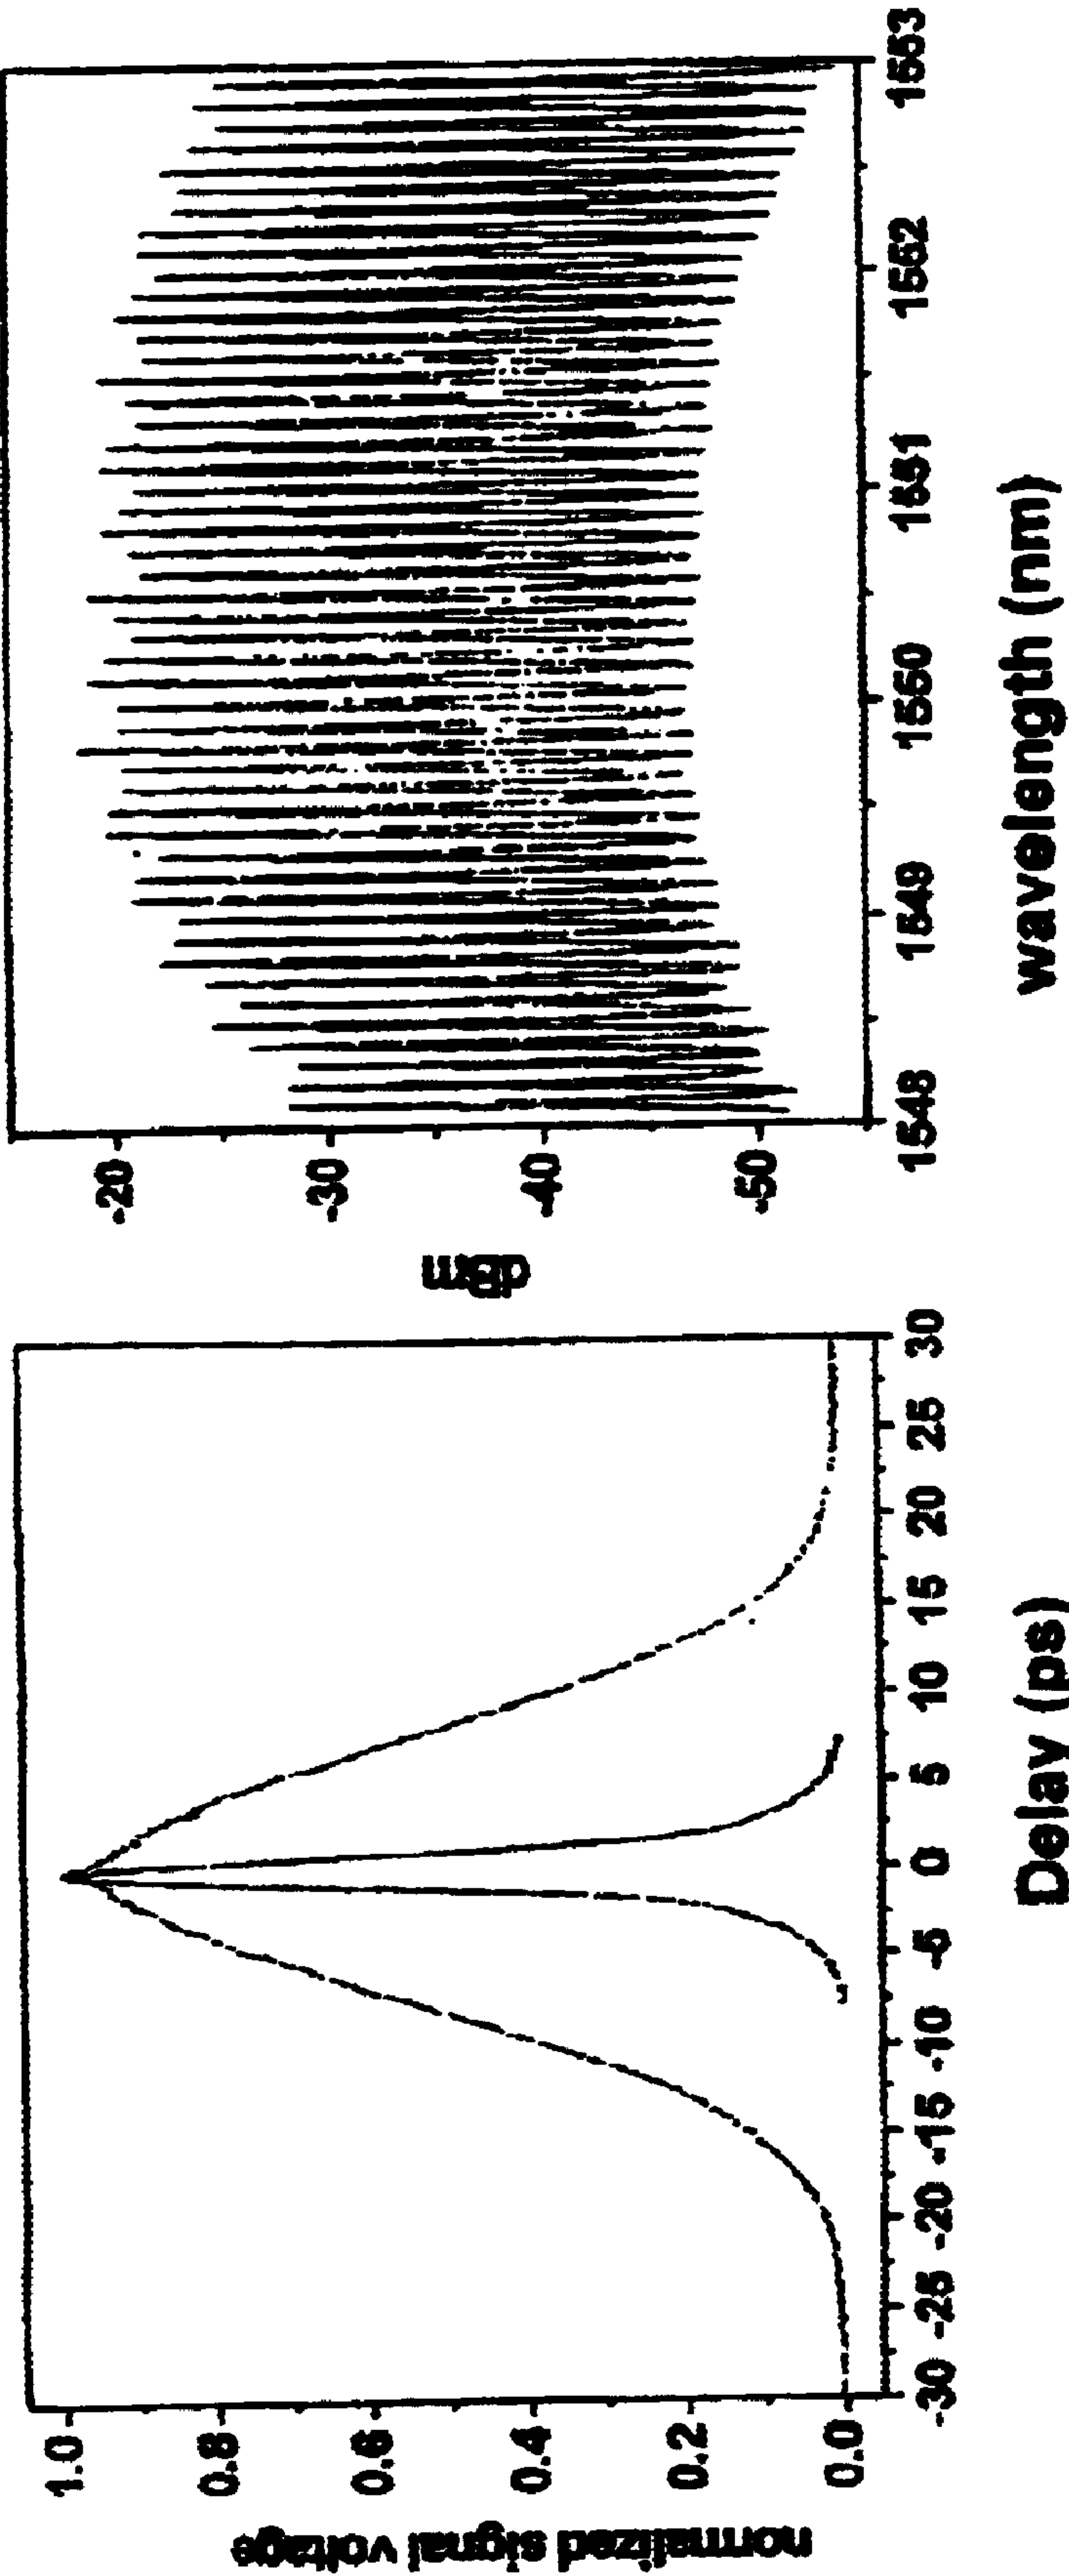 normalized signal voltage
1.0
0.8
0.6
0.4
0.2
0.0
-30 -25 -20 -15 -10 -5 0 5 10 15 20 25 30
Delay (ps)
dBm
-20
-30
-40
-50
1548 1549 1550 1551 1552 1553
wavelength (nm)